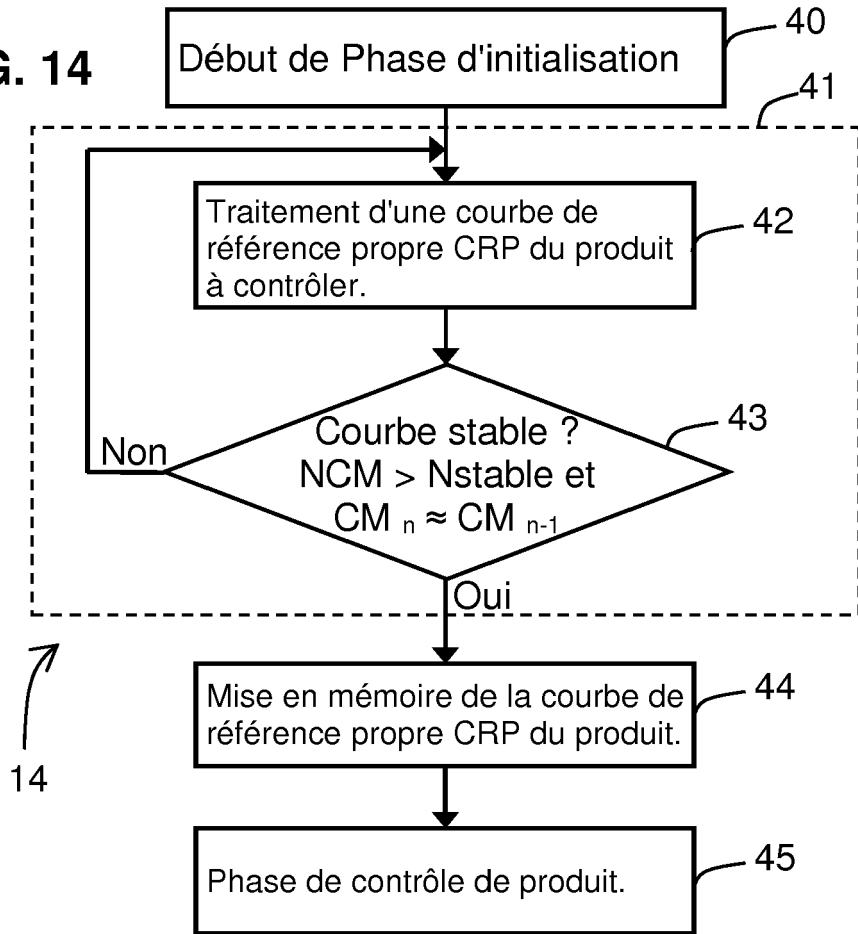 G. 14
40
Début de Phase d'initialisation
41
Traitement d'une courbe de
référence propre CRP du produit
à contrôler.
42
Courbe stable ?
NCM > Nstable et
CM n ≈ CM n-1
43
Non
Oui
Mise en mémoire de la courbe de
référence propre CRP du produit.
44
14
Phase de contrôle de produit.
45